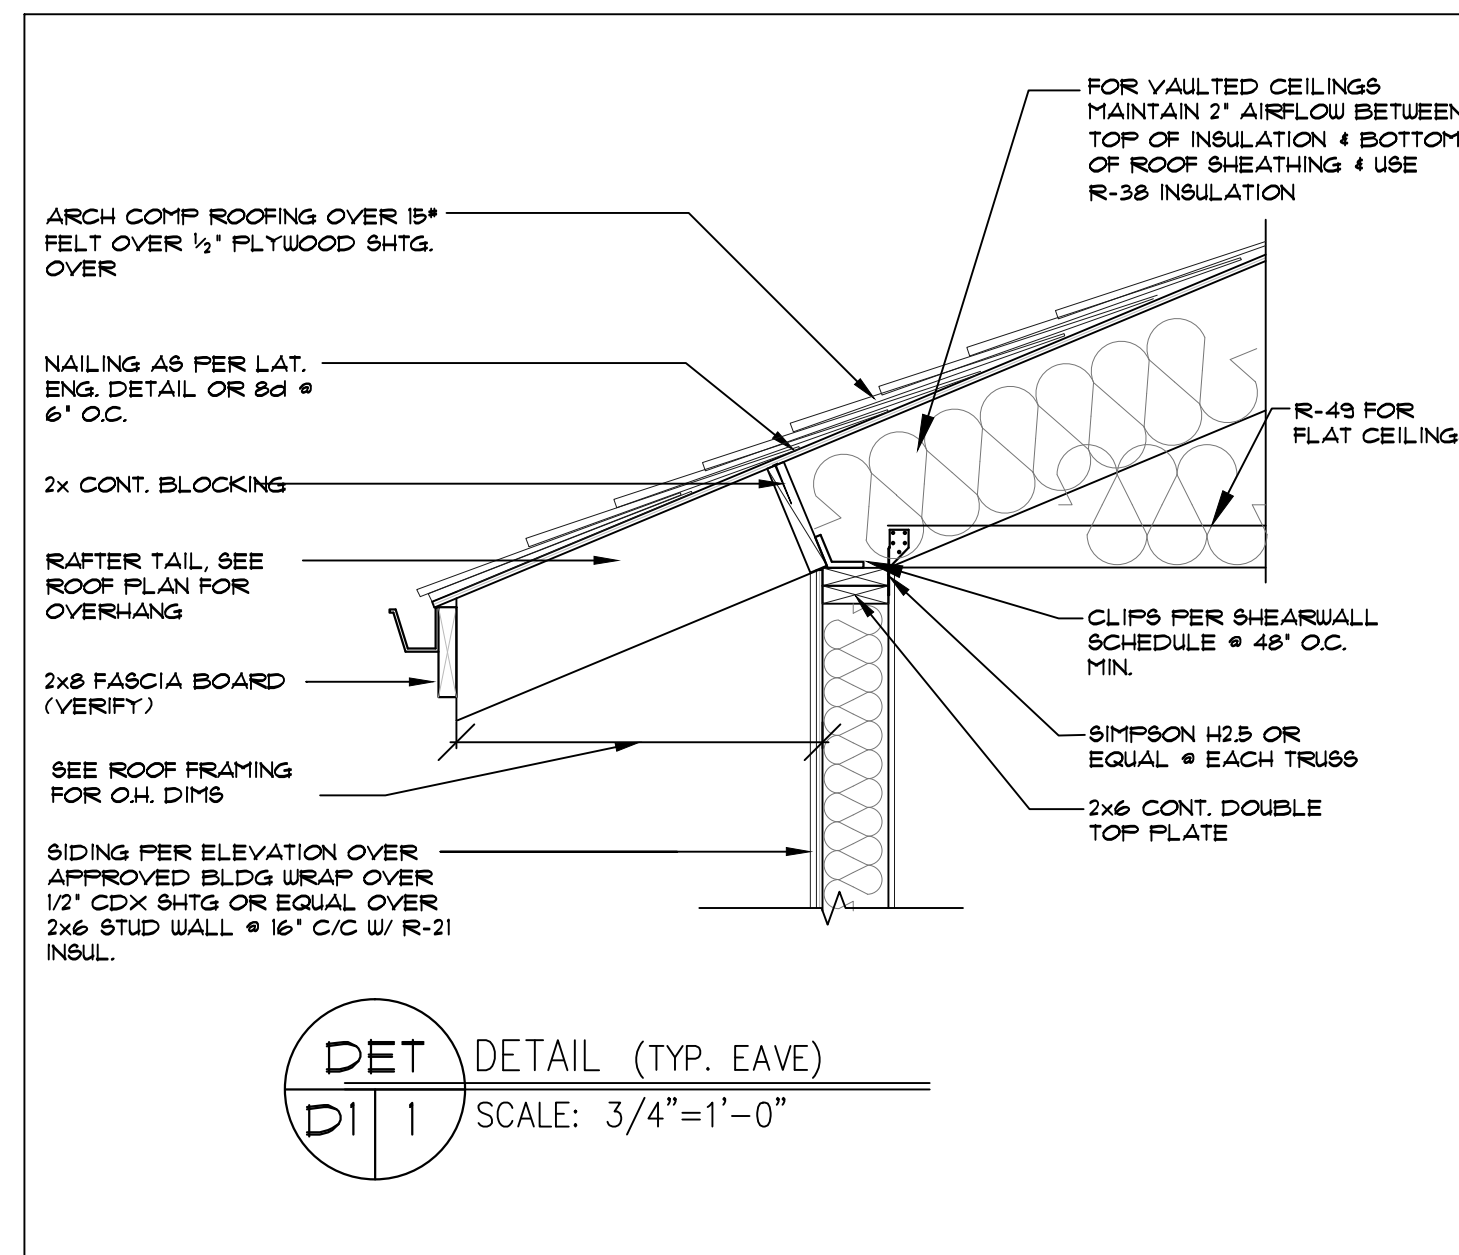 FOR VAULTED CEILINGS
MAINTAIN 2" AIRFLOW BETWEEN
TOP OF INSULATION & BOTTOM
OF ROOF SHEATHING & USE
R-38 INSULATION
ARCH COMP ROOFING OVER 15#
FELT OVER ½" PLYWOOD SHTG.
OVER
NAILING AS PER LAT.
ENG. DETAIL OR 8d @
6" O.C.
R-49 FOR
FLAT CEILING
2x CONT. BLOCKING
RAFTER TAIL, SEE
ROOF PLAN FOR
OVERHANG
CLIPS PER SHEARWALL
SCHEDULE @ 48" O.C.
MIN.
2x8 FASCIA BOARD
(VERIFY)
SIMPSON H2.5 OR
EQUAL @ EACH TRUSS
SEE ROOF FRAMING
FOR O.H. DIMS
2x6 CONT. DOUBLE
TOP PLATE
SIDING PER ELEVATION OVER
APPROVED BLDG WRAP OVER
1/2" CDX SHTG OR EQUAL OVER
2x6 STUD WALL @ 16" C/C W/ R-21
INSUL.
DET
D1 1
DETAIL (TYP. EAVE)
SCALE: 3/4"=1'-0"